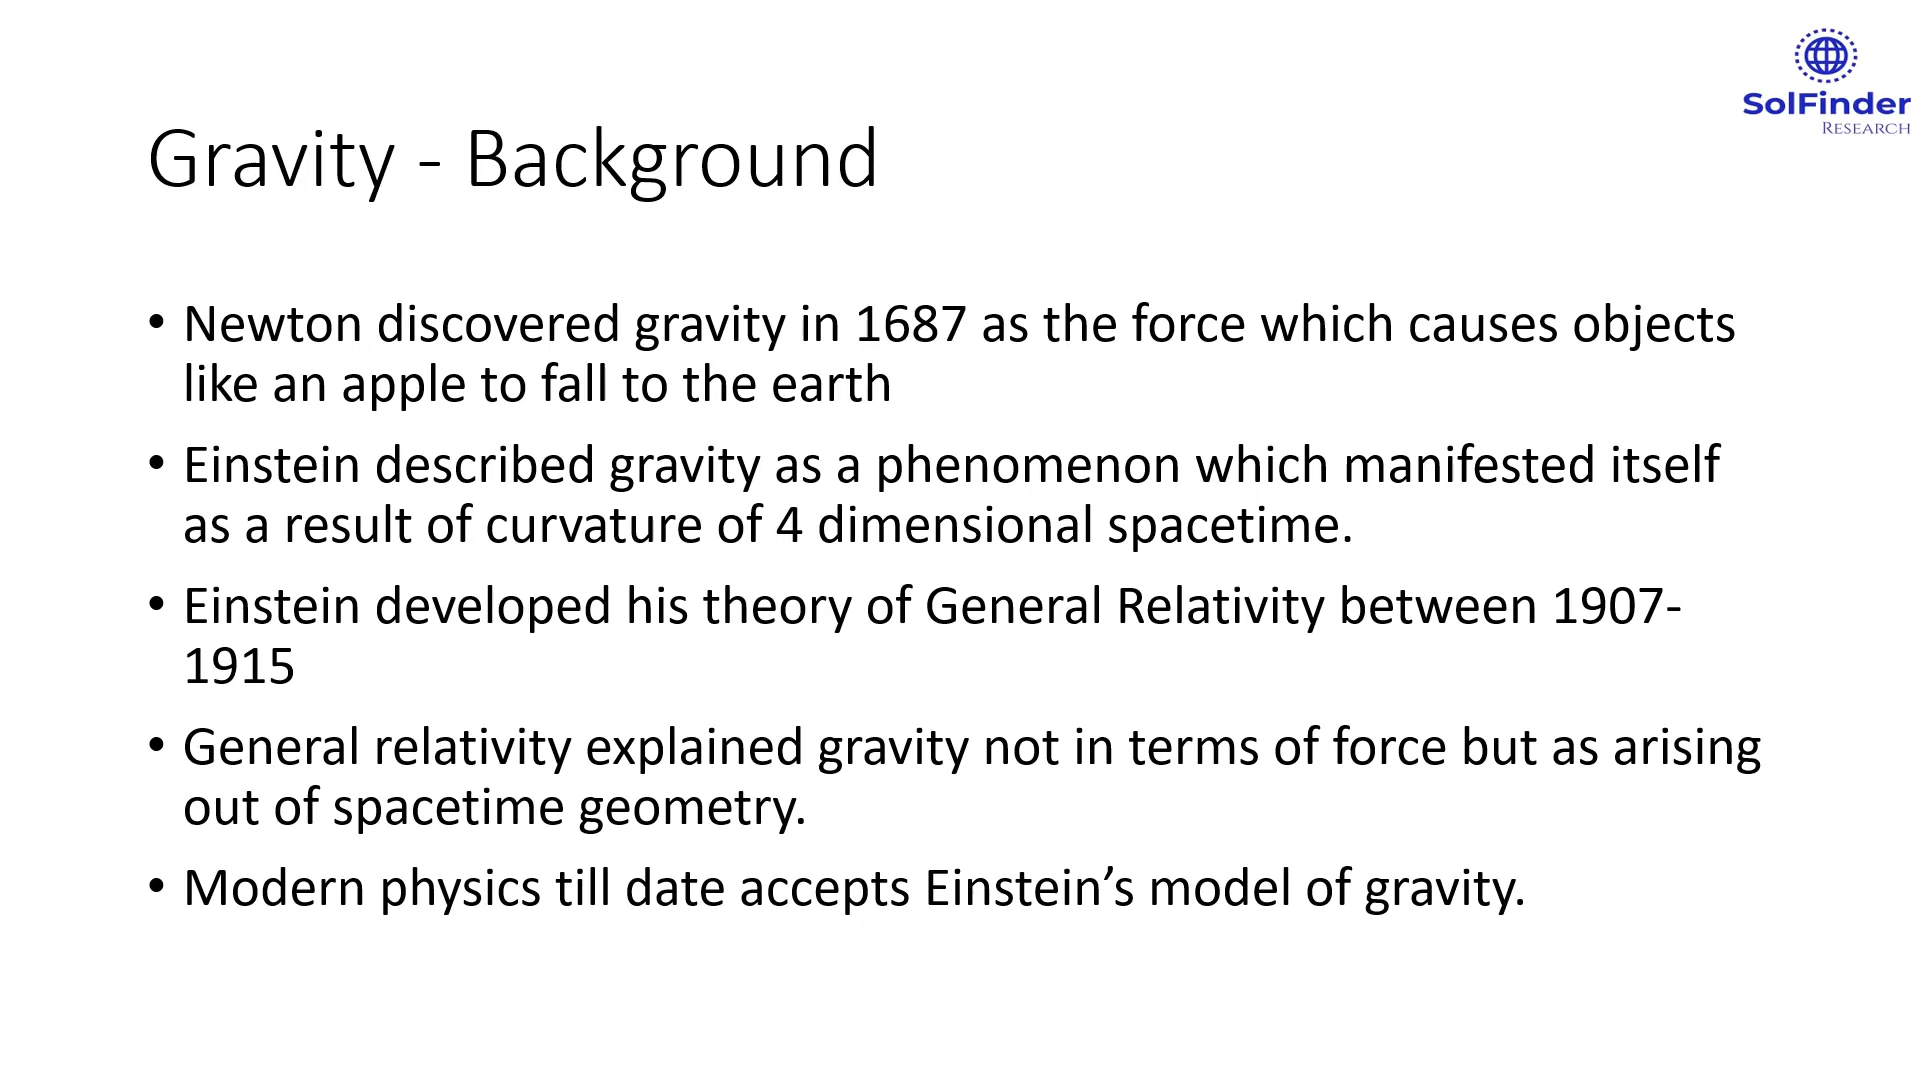 SolFinder
RESEARCH
Gravity - Background
• Newton discovered gravity in 1687 as the force which causes objects
like an apple to fall to the earth
• Einstein described gravity as a phenomenon which manifested itself
as a result of curvature of 4 dimensional spacetime.
• Einstein developed his theory of General Relativity between 1907-
1915
• General relativity explained gravity not in terms of force but as arising
out of spacetime geometry.
• Modern physics till date accepts Einstein’s model of gravity.